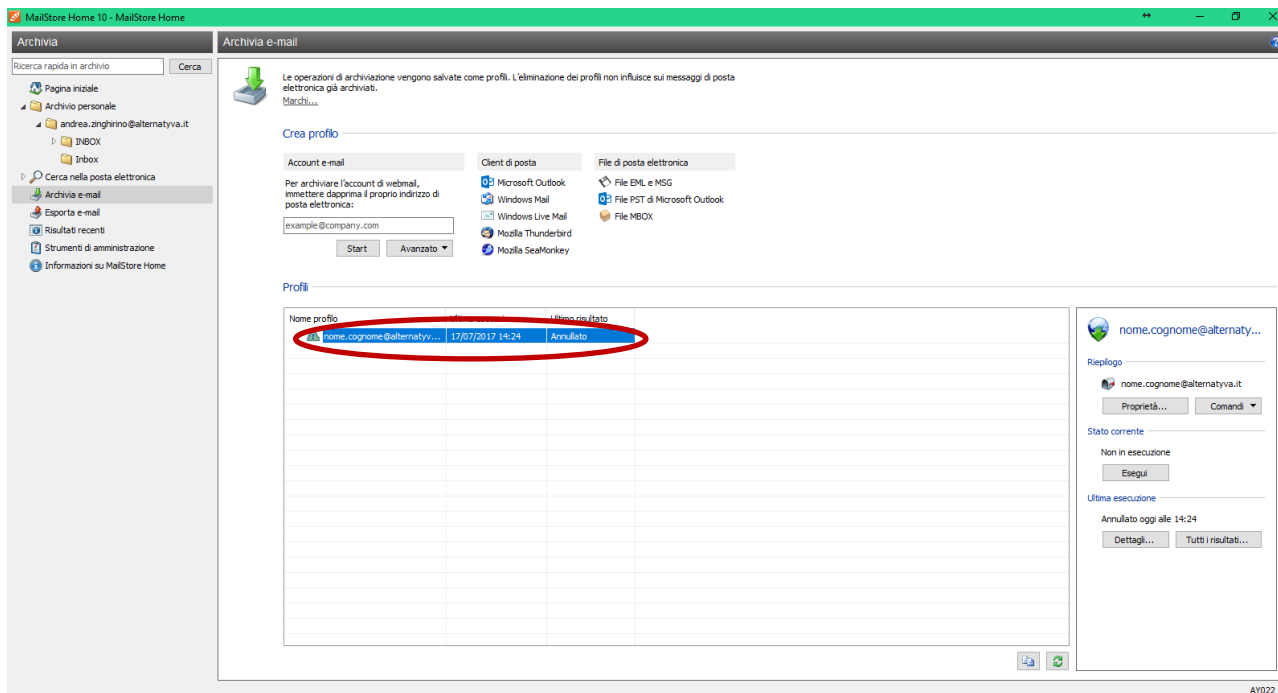 MailStore Home 10 - MailStore Home
Archivia
Archivia e-mail
Ricerca rapida in archivio
Cerca
Pagina iniziale
Archivio personale
andrea.zinghirino@alternatyva.it
INBOX
Inbox
Cerca nella posta elettronica
Archivia e-mail
Esporta e-mail
Risultati recenti
Strumenti di amministrazione
Informazioni su MailStore Home
Le operazioni di archiviazione vengono salvate come profili. L'eliminazione dei profili non influisce sui messaggi di posta
elettronica già archiviati.
Marchi...
Crea profilo
Account e-mail
Per archiviare l'account di webmail,
immettere dapprima il proprio indirizzo di
posta elettronica:
example@company.com
Start
Avanzato
Client di posta
Microsoft Outlook
Windows Mail
Windows Live Mail
Mozilla Thunderbird
Mozilla SeaMonkey
File di posta elettronica
File EML e MSG
File PST di Microsoft Outlook
File MBOX
Profili
Nome profilo
Ultimo risultato
nome.cognome@alternatyv... 17/07/2017 14:24 Annullato
nome.cognome@alternaty...
Riepilogo
nome.cognome@alternatyva.it
Proprietà...
Comandi
Stato corrente
Non in esecuzione
Esegui
Ultima esecuzione
Annullato oggi alle 14:24
Dettagli...
Tutti i risultati...
AY022